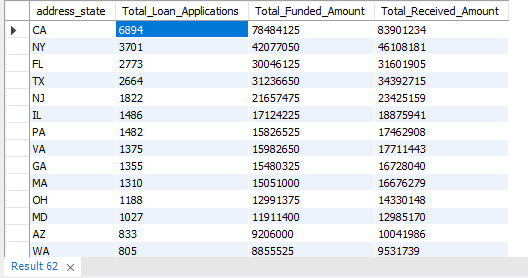 address_state Total_Loan_Applications Total_Funded_Amount Total_Received_Amount
CA 6894 78484125 83901234
NY 3701 42077050 46108181
FL 2773 30046125 31601905
TX 2664 31236650 34392715
NJ 1822 21657475 23425159
IL 1486 17124225 18875941
PA 1482 15826525 17462908
VA 1375 15982650 17711443
GA 1355 15480325 16728040
MA 1310 15051000 16676279
OH 1188 12991375 14330148
MD 1027 11911400 12985170
AZ 833 9206000 10041986
WA 805 8855525 9531739
Result 62